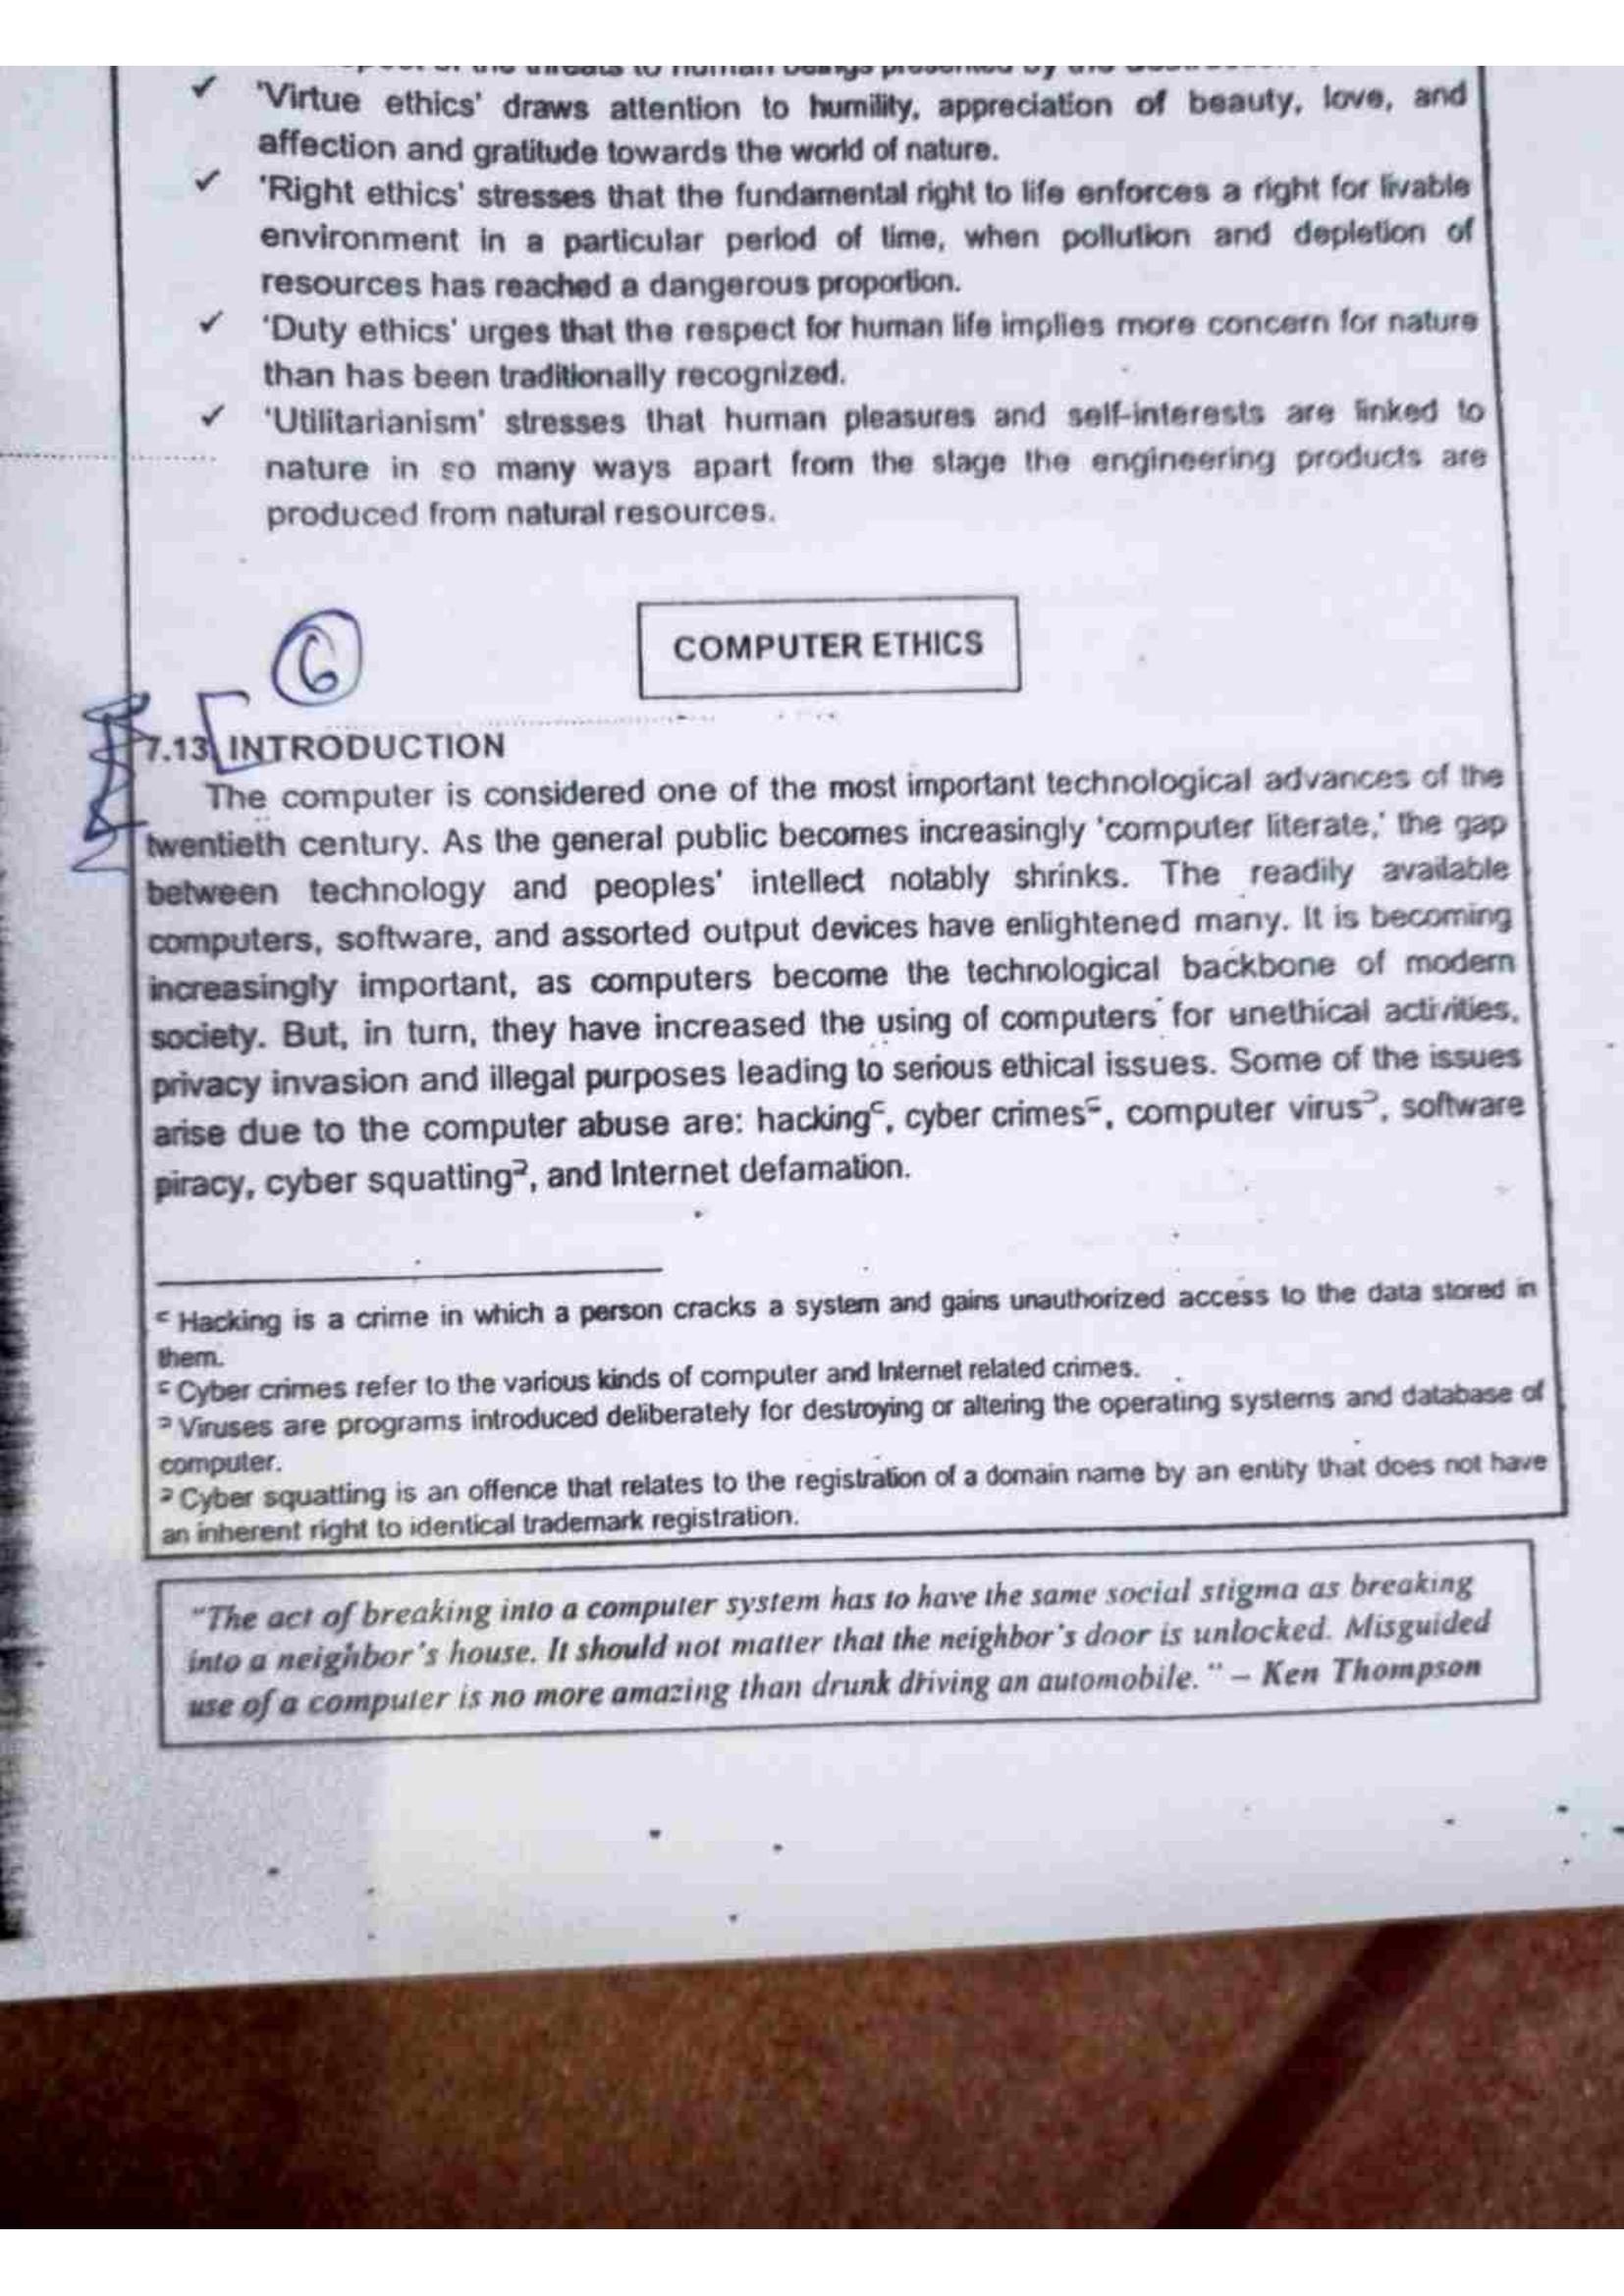 ✓ 'Virtue ethics' draws attention to humility, appreciation of beauty, love, and
affection and gratitude towards the world of nature.
✓ 'Right ethics' stresses that the fundamental right to life enforces a right for livable
environment in a particular period of time, when pollution and depletion of
resources has reached a dangerous proportion.
✓ 'Duty ethics' urges that the respect for human life implies more concern for nature
than has been traditionally recognized.
✓ 'Utilitarianism' stresses that human pleasures and self-interests are linked to
nature in so many ways apart from the stage the engineering products are
produced from natural resources.
6
COMPUTER ETHICS
7.13 INTRODUCTION
The computer is considered one of the most important technological advances of the
twentieth century. As the general public becomes increasingly 'computer literate,' the gap
between technology and peoples' intellect notably shrinks. The readily available
computers, software, and assorted output devices have enlightened many. It is becoming
increasingly important, as computers become the technological backbone of modern
society. But, in turn, they have increased the using of computers for unethical activities,
privacy invasion and illegal purposes leading to serious ethical issues. Some of the issues
arise due to the computer abuse are: hacking, cyber crimes, computer virus, software
piracy, cyber squatting, and Internet defamation.
Hacking is a crime in which a person cracks a system and gains unauthorized access to the data stored in
them.
Cyber crimes refer to the various kinds of computer and Internet related crimes.
Viruses are programs introduced deliberately for destroying or altering the operating systems and database of
computer.
Cyber squatting is an offence that relates to the registration of a domain name by an entity that does not have
an inherent right to identical trademark registration.
"The act of breaking into a computer system has to have the same social stigma as breaking
into a neighbor's house. It should not matter that the neighbor's door is unlocked. Misguided
use of a computer is no more amazing than drunk driving an automobile." – Ken Thompson